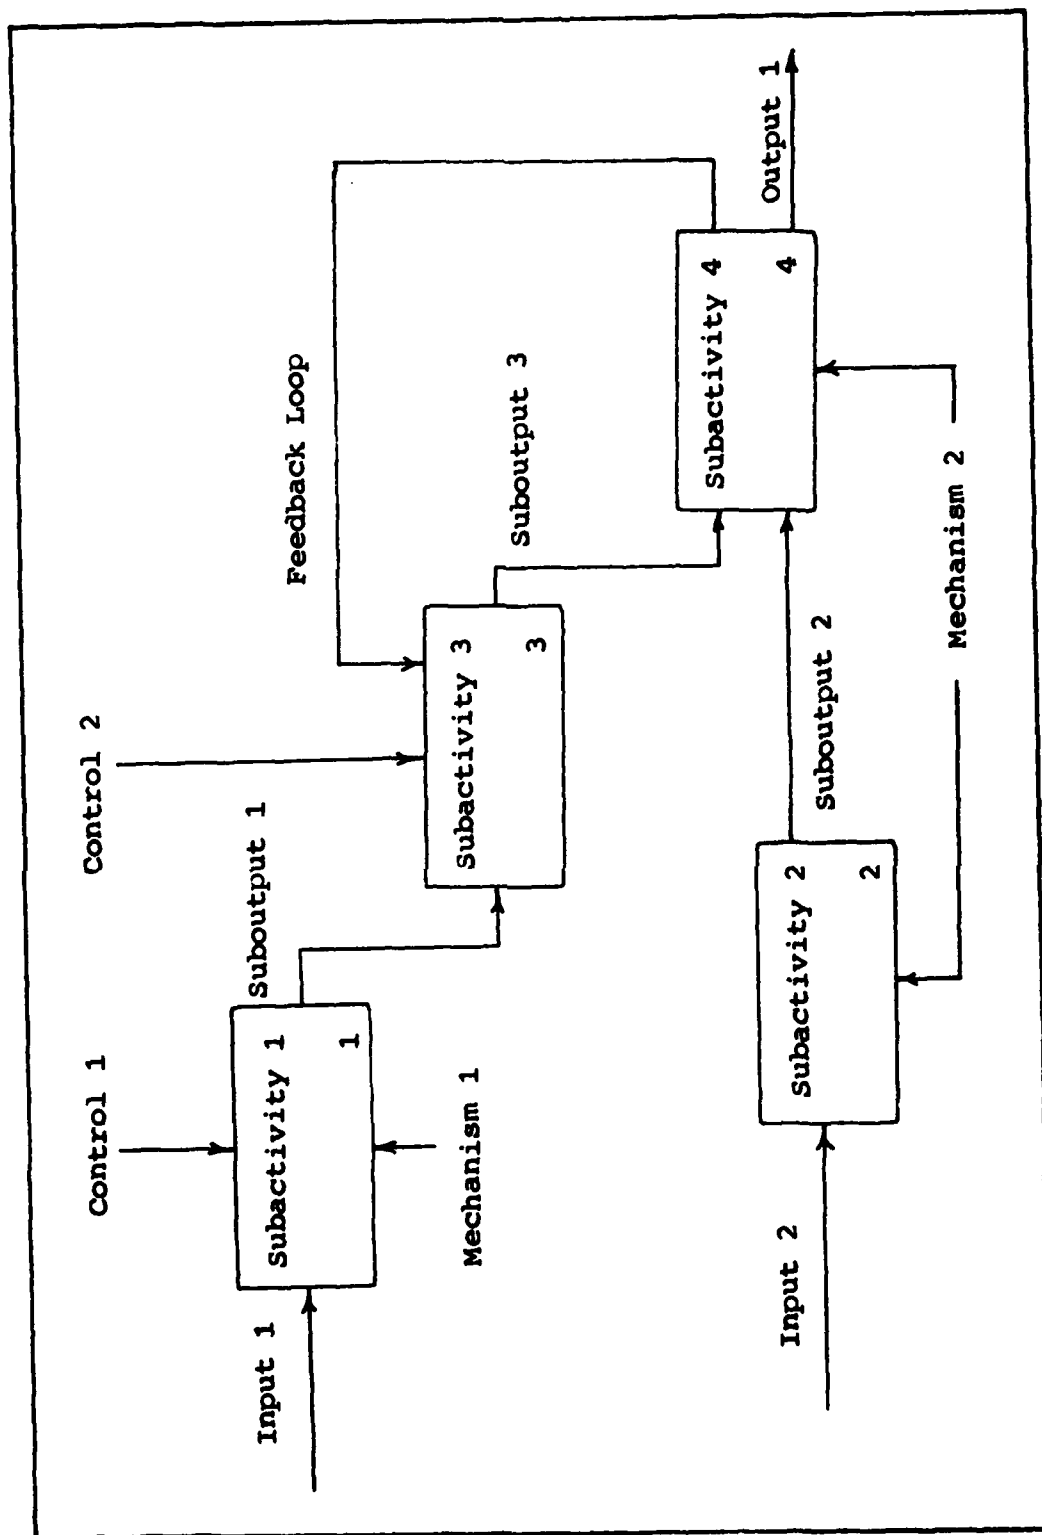 Control 1
Control 2
Feedback Loop
Input 1
Subactivity 1
1
Suboutput 1
Mechanism 1
Subactivity 3
3
Suboutput 3
Input 2
Subactivity 2
2
Suboutput 2
Subactivity 4
4
Output 1
Mechanism 2